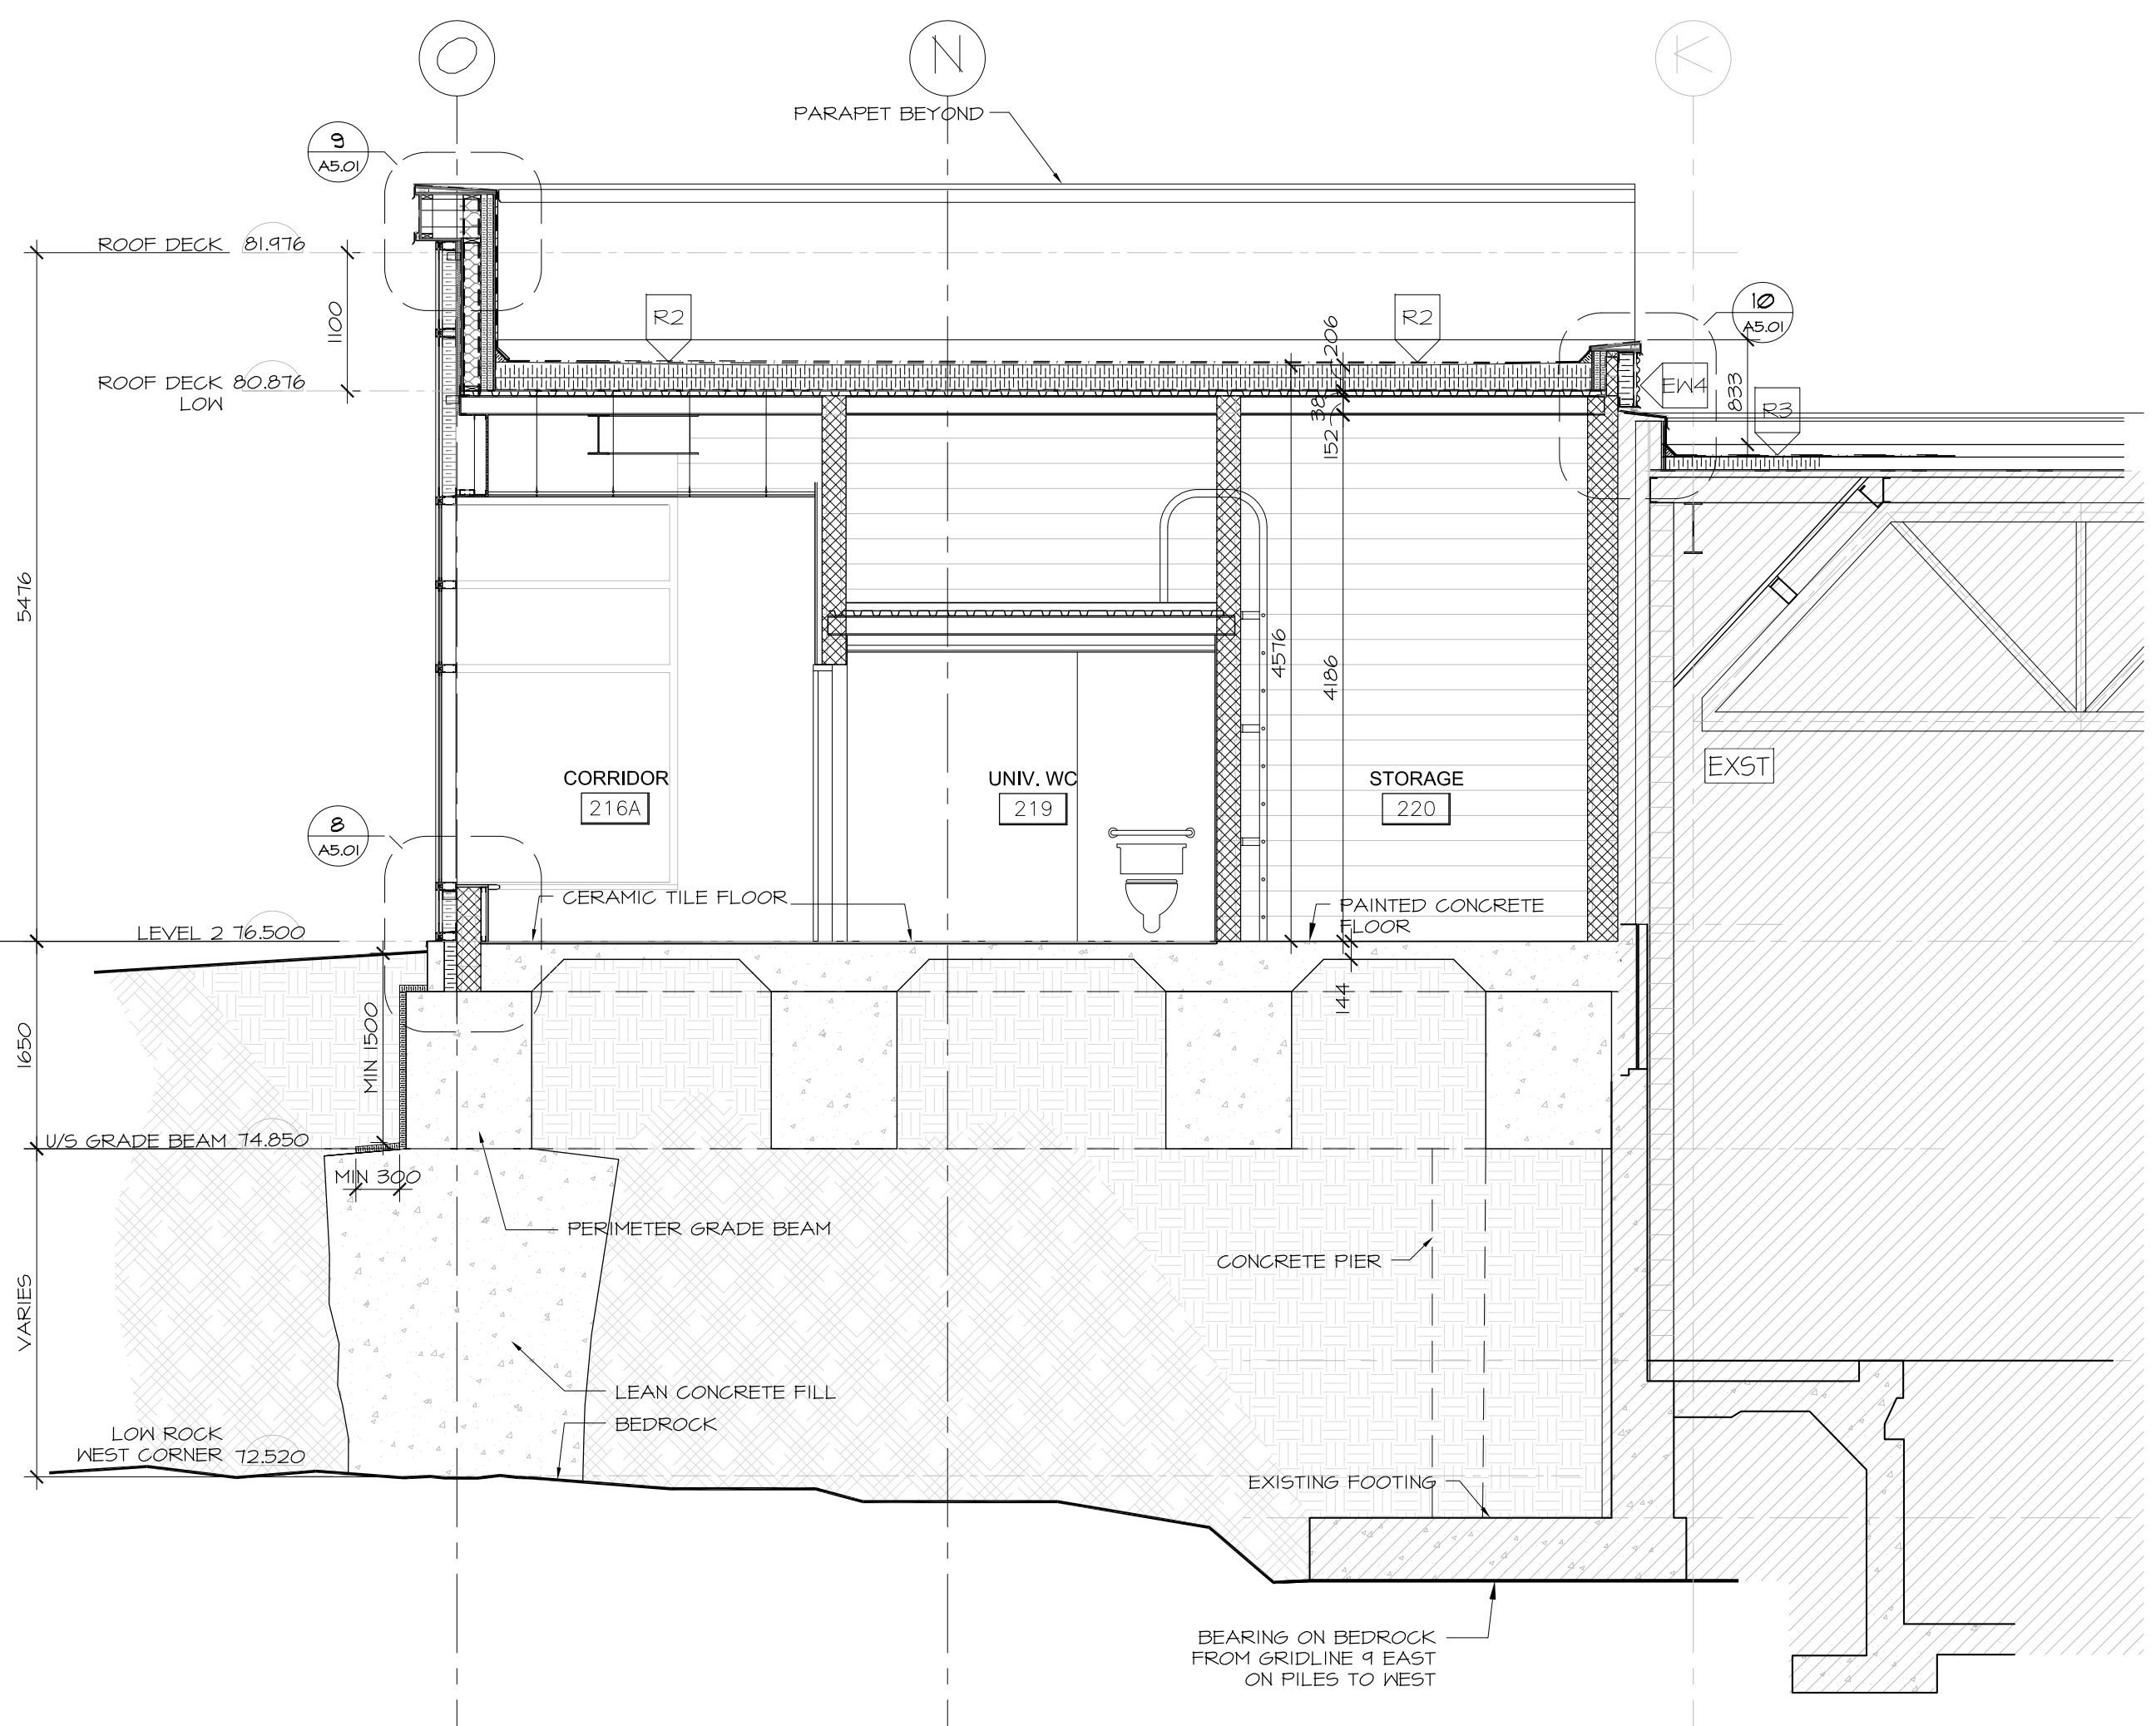 O
N
K
PARAPET BEYOND
9
A5.01
ROOF DECK 81.976
1100
R2
R2
206
10
A5.01
ROOF DECK 80.876
LOW
38
152
EW4
833
R3
5476
4576
4186
EXST
CORRIDOR
216A
UNIV. WC
219
STORAGE
220
8
A5.01
CERAMIC TILE FLOOR
PAINTED CONCRETE
FLOOR
LEVEL 2 76.500
144
1650
MIN 1500
U/S GRADE BEAM 74.850
MIN 300
PERIMETER GRADE BEAM
CONCRETE PIER
VARIES
LEAN CONCRETE FILL
BEDROCK
LOW ROCK
WEST CORNER 72.520
EXISTING FOOTING
BEARING ON BEDROCK
FROM GRIDLINE 9 EAST
ON PILES TO WEST